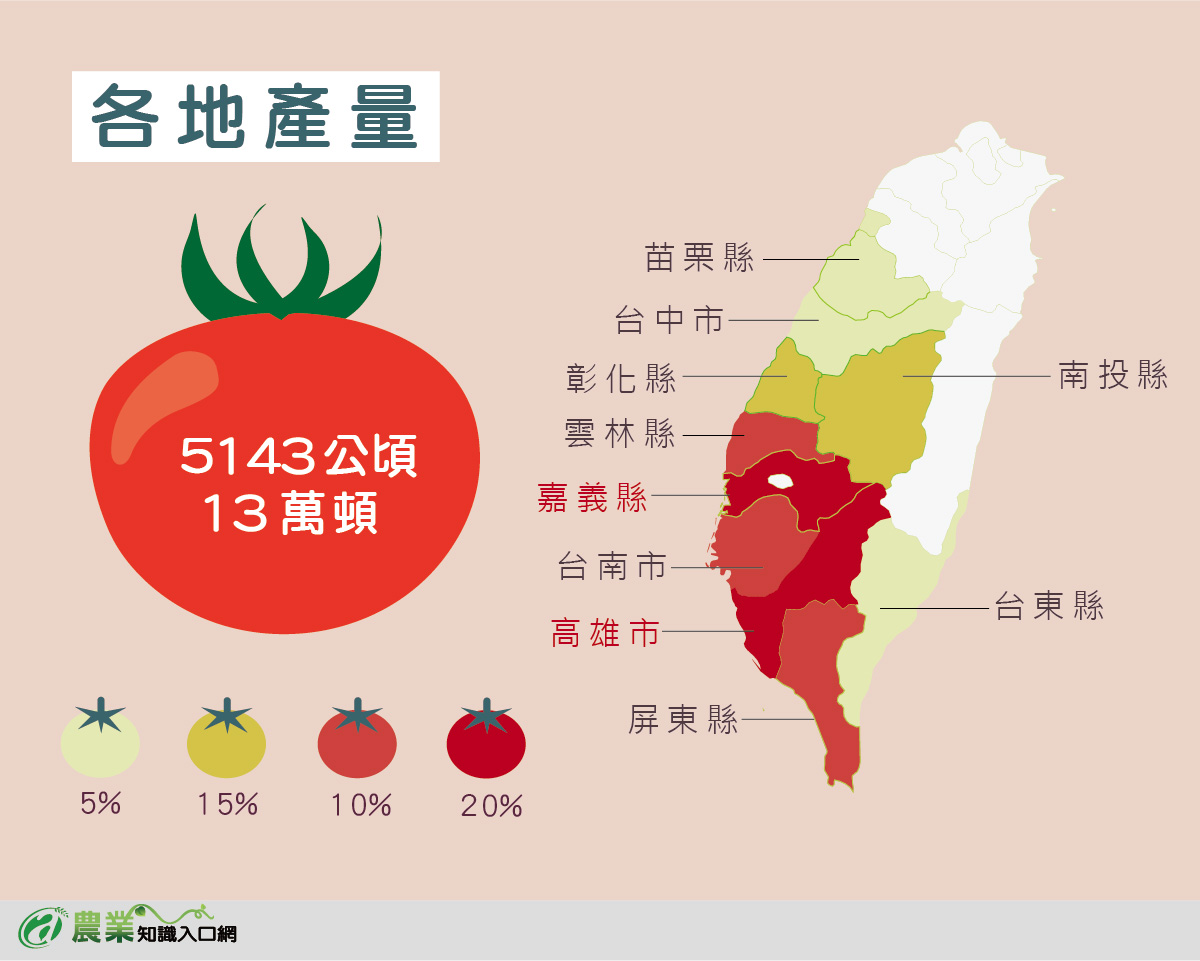 各地產量
5143公頃
13萬頓
苗栗縣
台中市
彰化縣
南投縣
雲林縣
嘉義縣
台南市
台東縣
高雄市
屏東縣
5%
15%
10%
20%
農業知識入口網